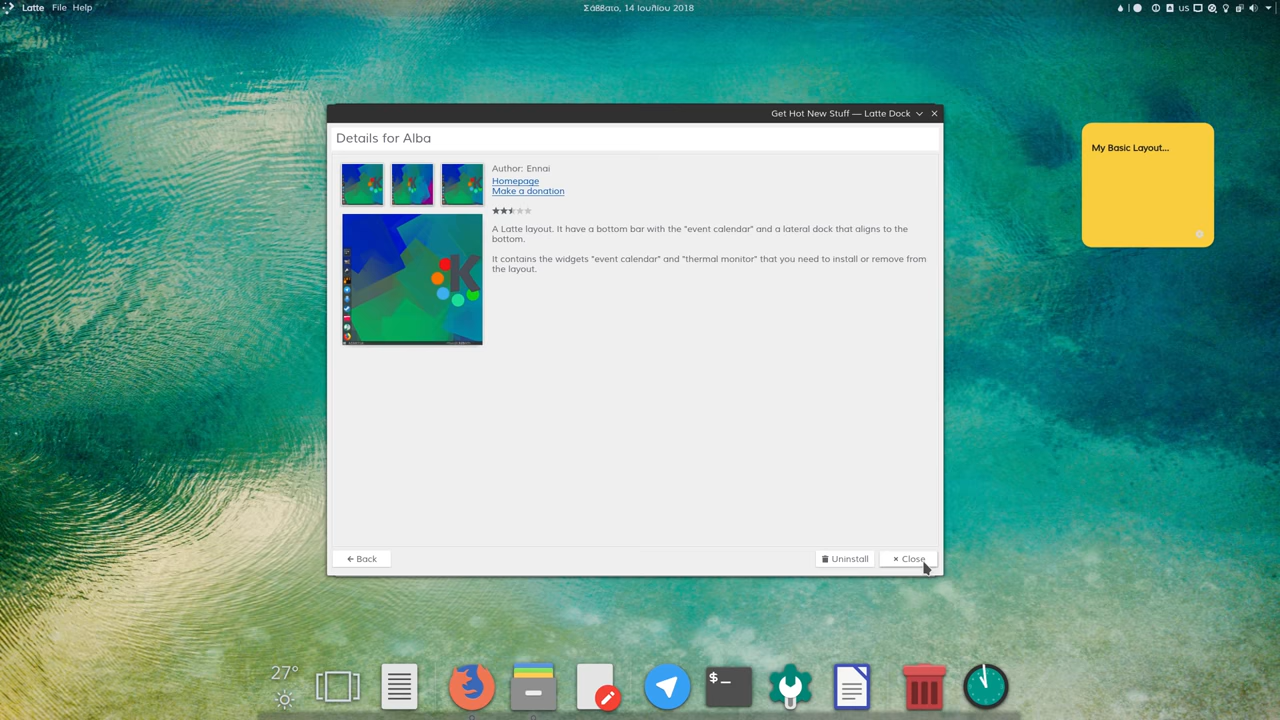 Latte File Help
Σάββατο, 14 Ιουλίου 2018
us
Get Hot New Stuff — Latte Dock
Details for Alba
Author: Ennai
Homepage
Make a donation
A Latte layout. It have a bottom bar with the "event calendar" and a lateral dock that aligns to the
bottom.
It contains the widgets "event calendar" and "thermal monitor" that you need to install or remove from
the layout.
My Basic Layout...
Back
Uninstall
Close
27°
$_